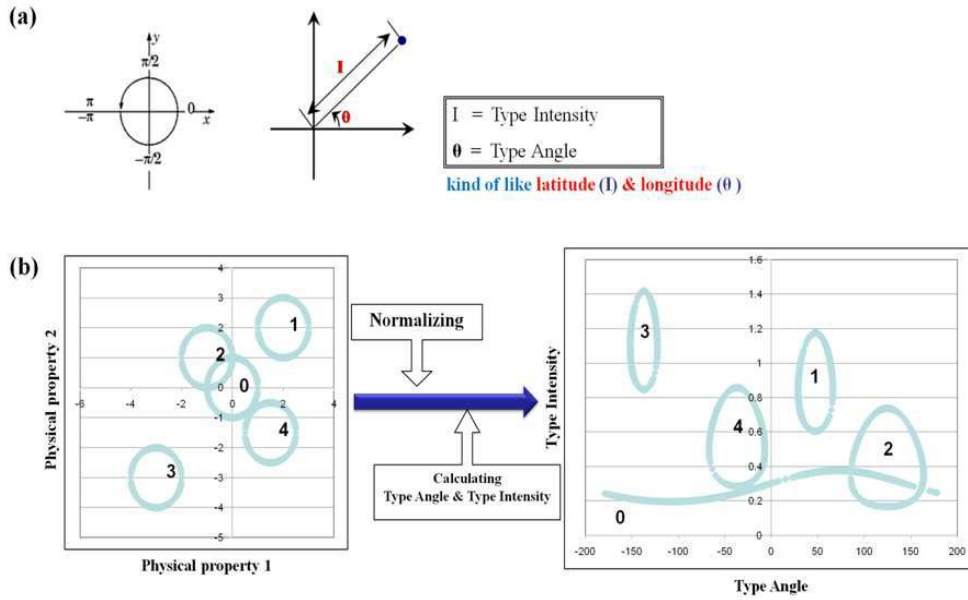 (a)
y
π/2
π
0
−π
x
−π/2
I
θ
I = Type Intensity
θ = Type Angle
kind of like latitude (I) & longitude (θ )
(b)
4
3
2
1
0
-1
-2
-3
-4
-5
-6
-4
-2
0
2
4
1
2
0
4
3
Physical property 2
Physical property 1
Normalizing
Calculating
Type Angle & Type Intensity
1.6
1.4
1.2
1
0.8
0.6
0.4
0.2
0
-200
-150
-100
-50
0
50
100
150
200
3
1
4
2
0
Type Intensity
Type Angle